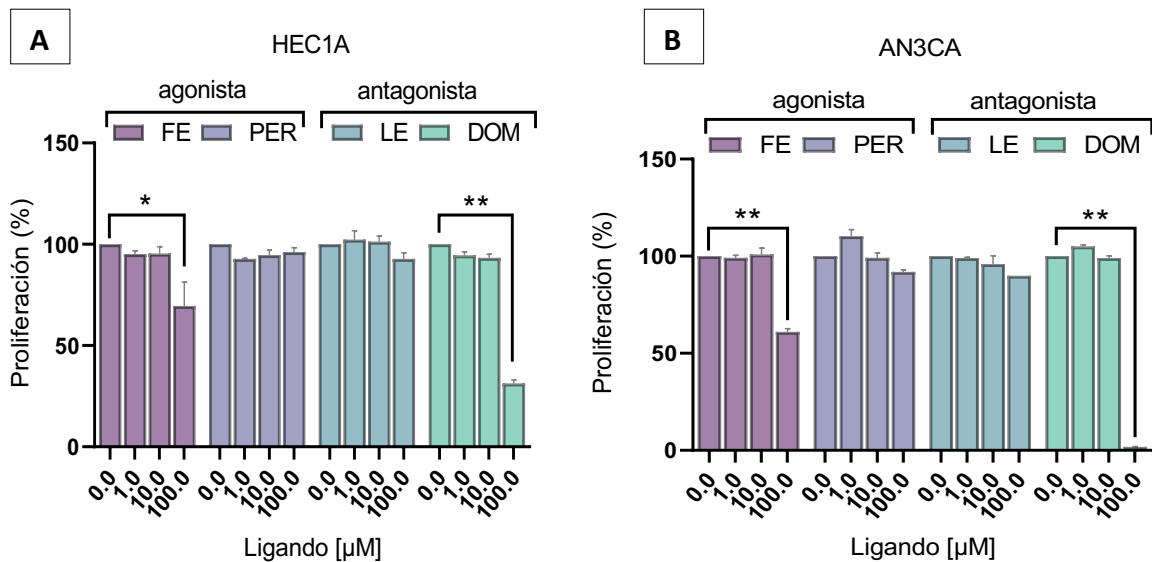 A
HEC1A
agonista antagonista
FE PER LE DOM
Proliferación (%)
150
100
50
0
* **
0.0 1.0 10.0 100.0 0.0 1.0 10.0 100.0 0.0 1.0 10.0 100.0 0.0 1.0 10.0 100.0
Ligando [µM]
B
AN3CA
agonista antagonista
FE PER LE DOM
Proliferación (%)
150
100
50
0
** **
0.0 1.0 10.0 100.0 0.0 1.0 10.0 100.0 0.0 1.0 10.0 100.0 0.0 1.0 10.0 100.0
Ligando [µM]